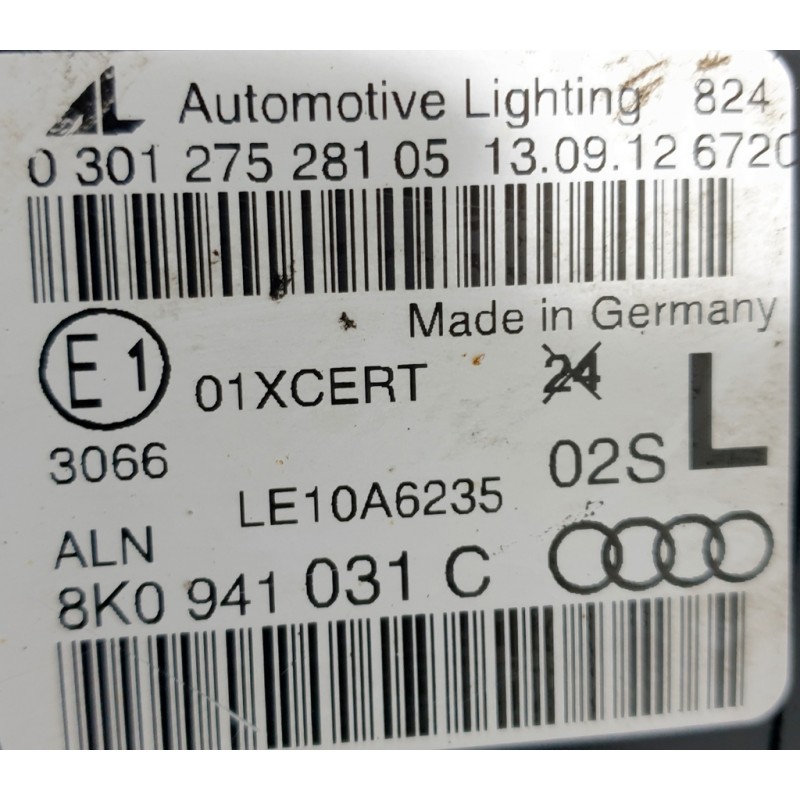 AL Automotive Lighting 824
0 301 275 281 05 13.09.12 6720
Made in Germany
E1 01XCERT 24 L
3066 02S
LE10A6235
ALN
8K0 941 031 C